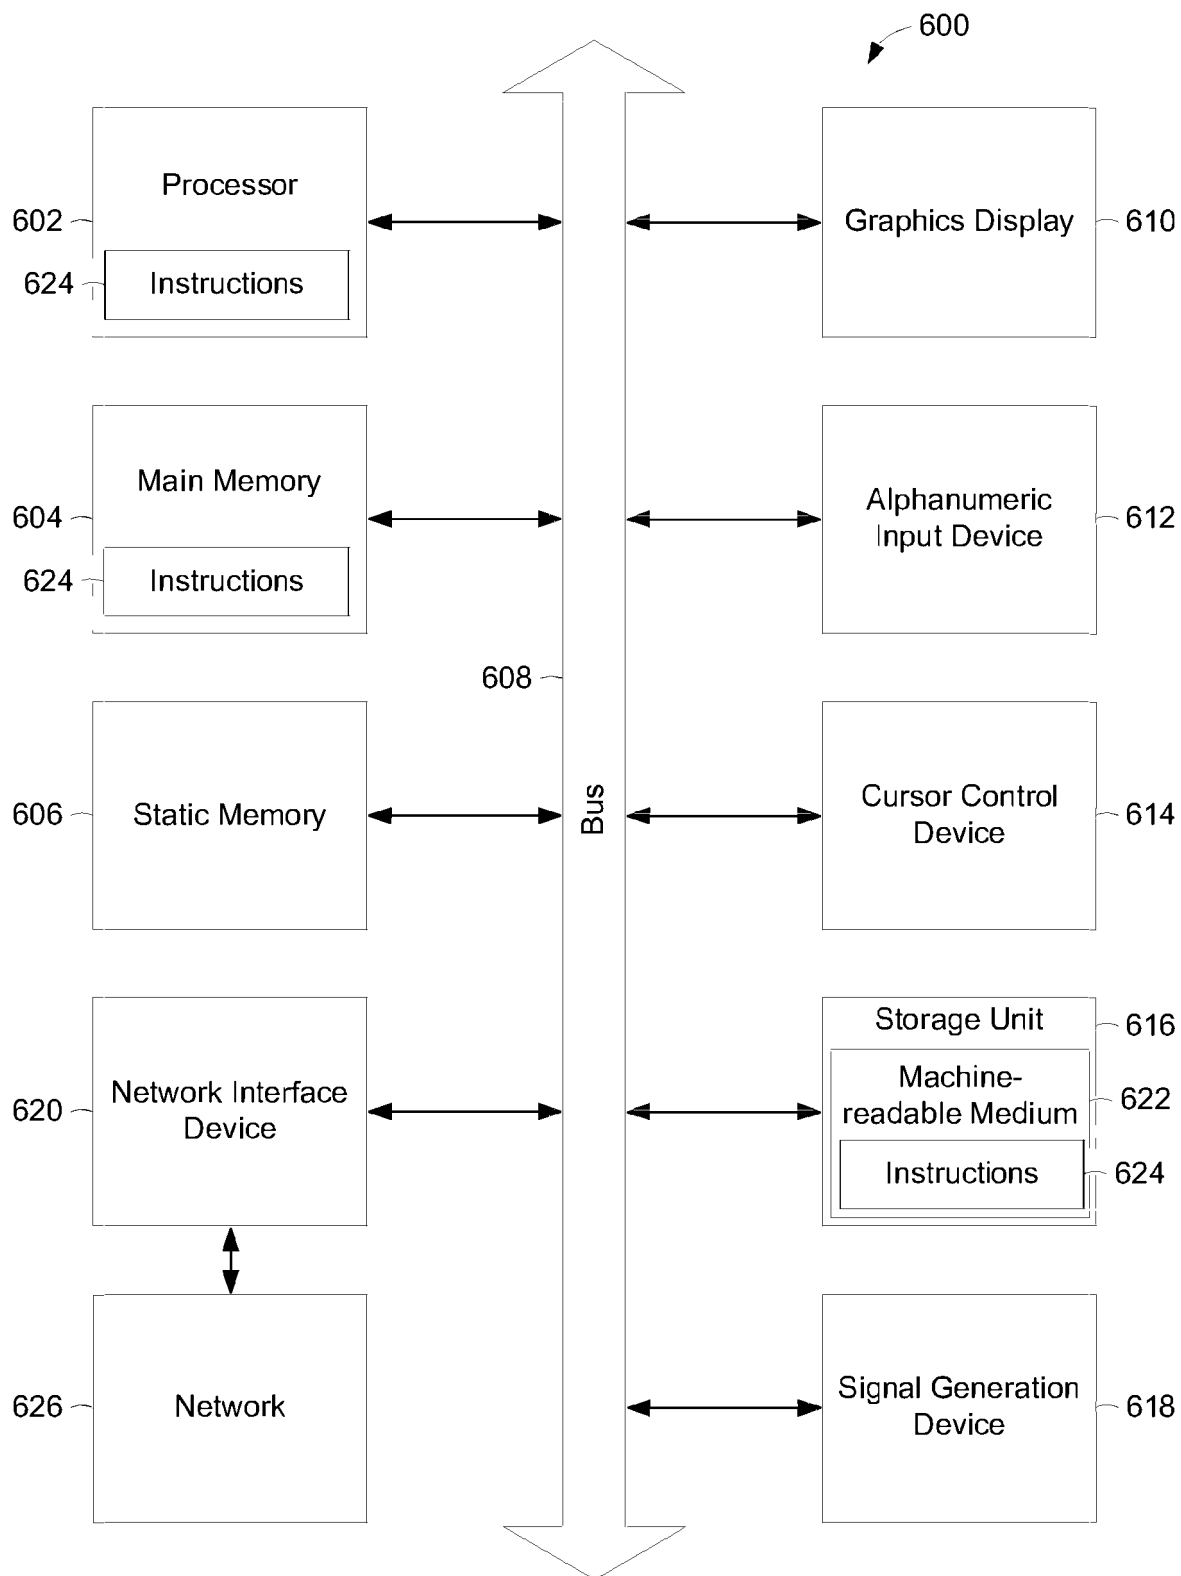 600
Processor
602
624
Instructions
Graphics Display
610
Main Memory
604
624
Instructions
Alphanumeric
Input Device
612
608
Bus
Static Memory
606
Cursor Control
Device
614
Network Interface
Device
620
Storage Unit
616
Machine-
readable Medium
622
Instructions
624
Network
626
Signal Generation
Device
618